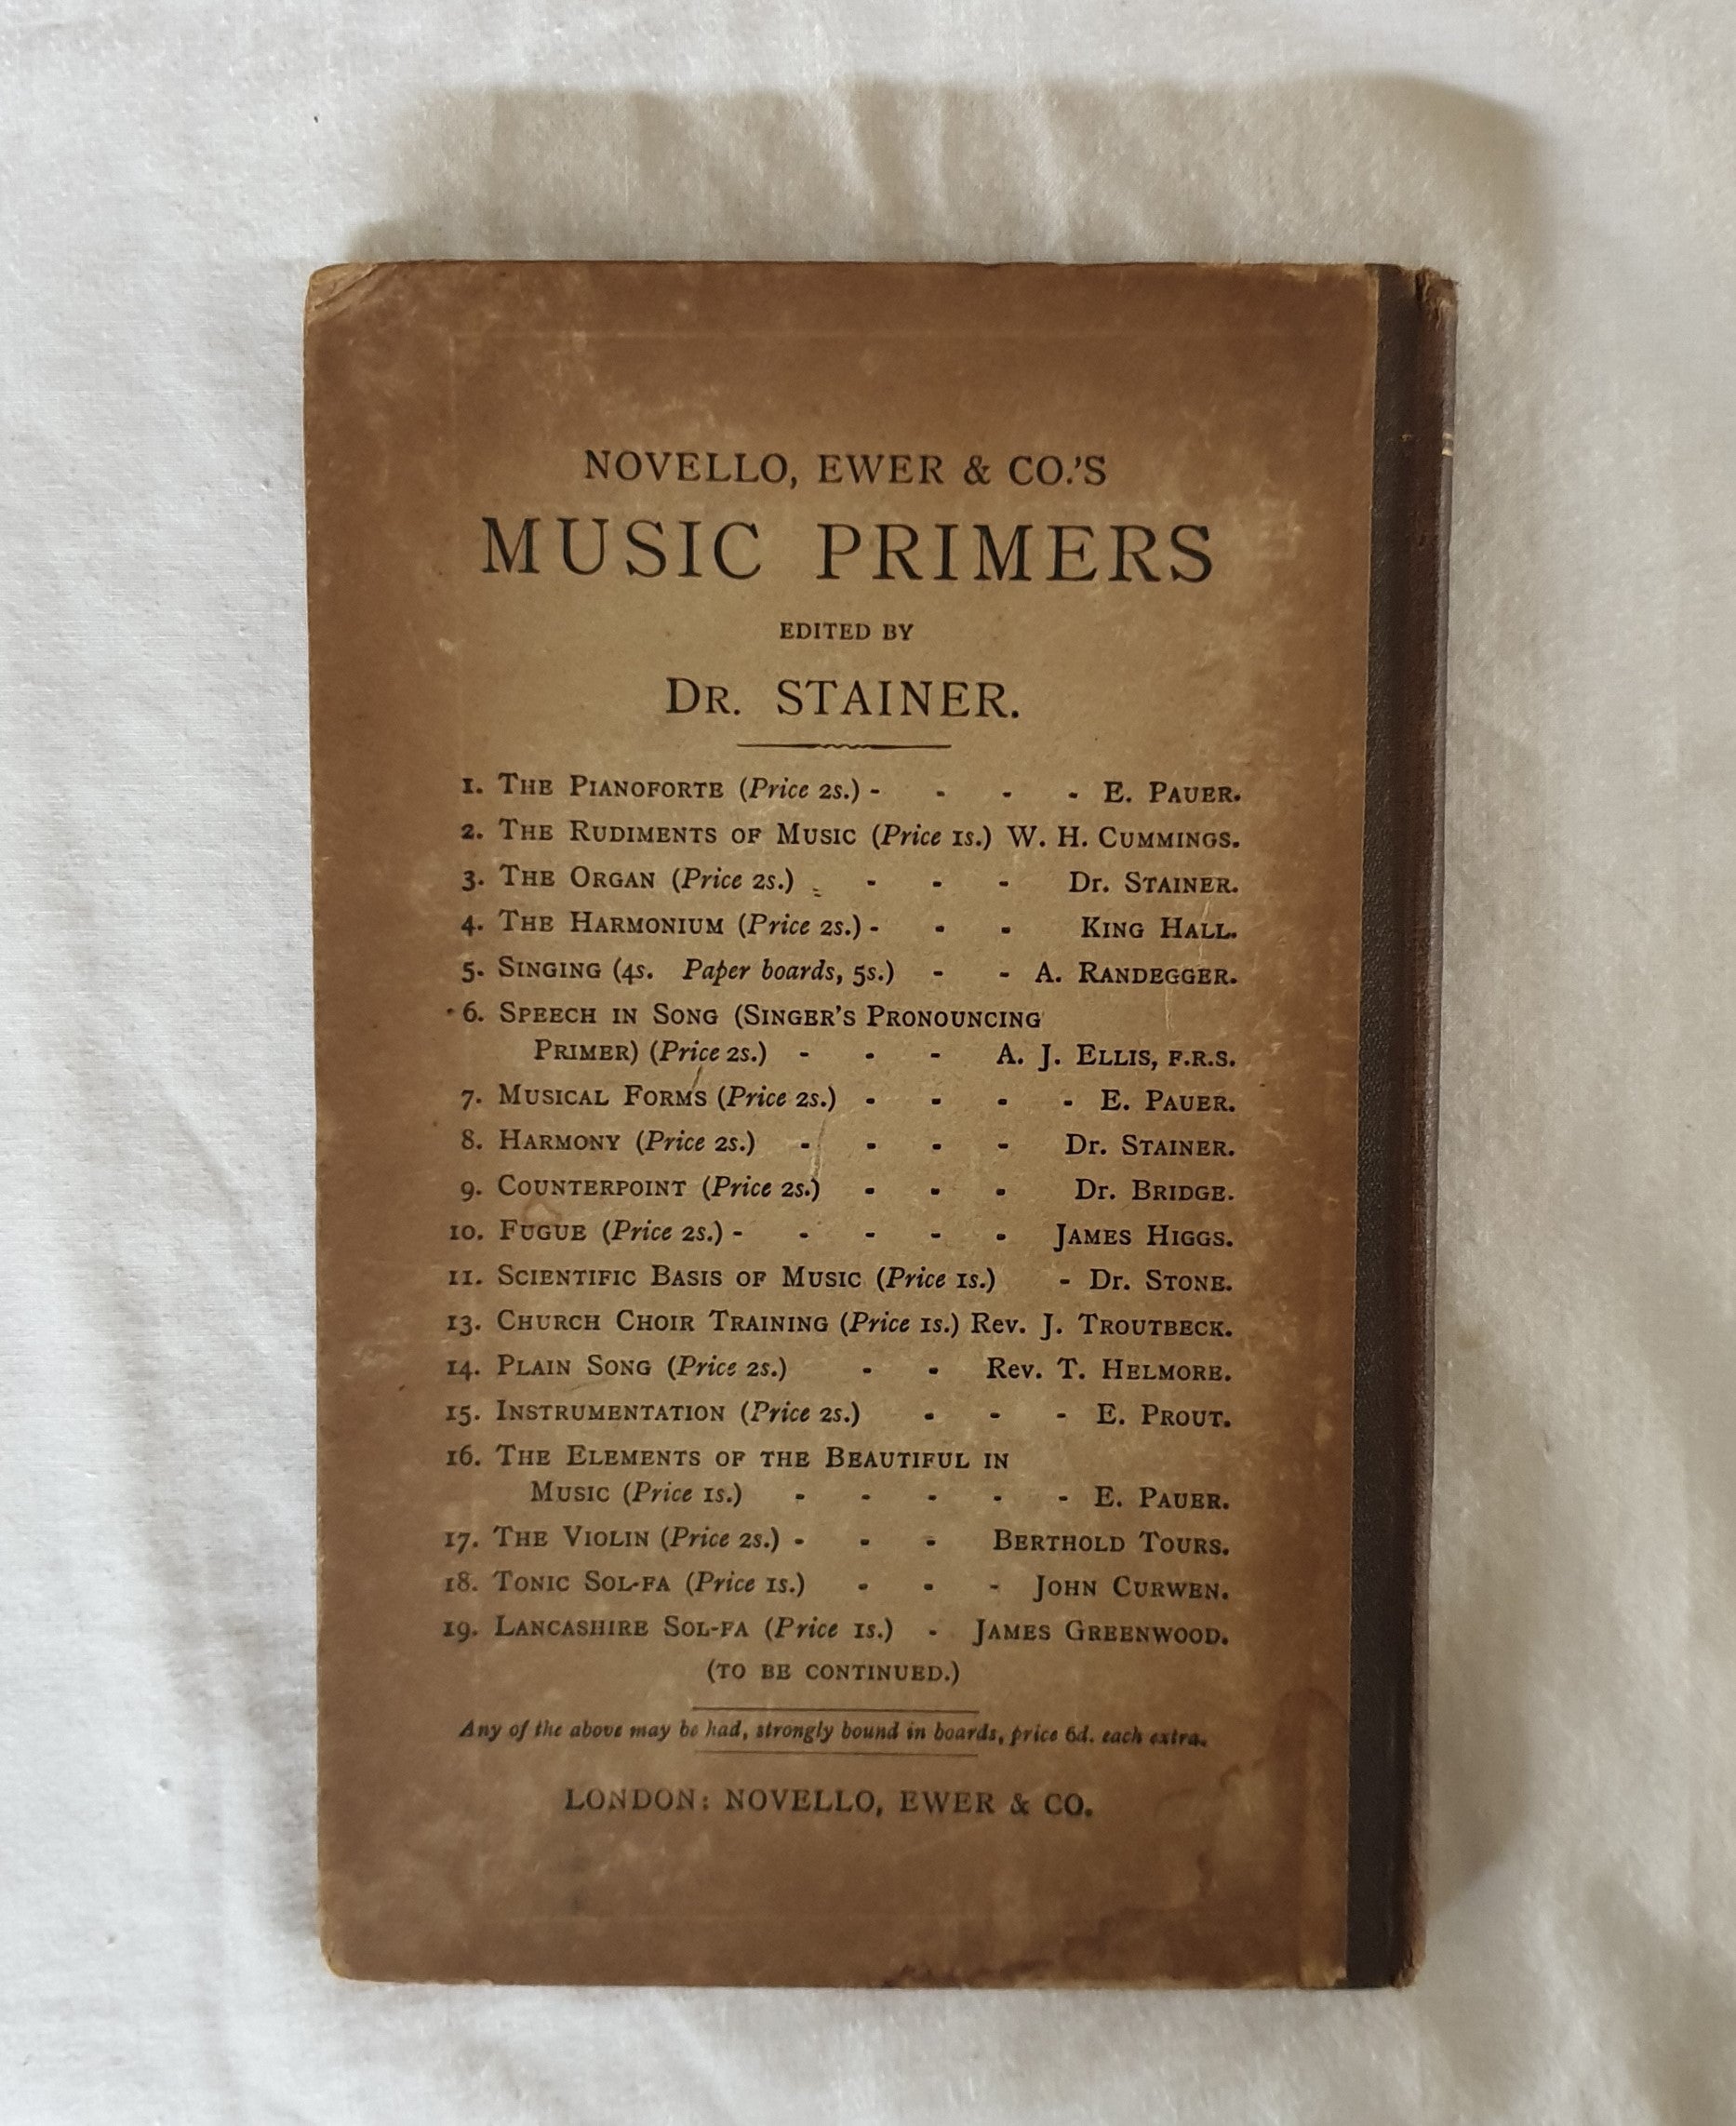 NOVELLO, EWER & CO.'S
MUSIC PRIMERS
EDITED BY
DR. STAINER.
1. THE PIANOFORTE (Price 2s.) - - - - E. PAUER.
2. THE RUDIMENTS OF MUSIC (Price 1s.) W. H. CUMMINGS.
3. THE ORGAN (Price 2s.) - - - - Dr. STAINER.
4. THE HARMONIUM (Price 2s.) - - - KING HALL.
5. SINGING (4s. Paper boards, 5s.) - - A. RANDEGGER.
6. SPEECH IN SONG (SINGER'S PRONOUNCING
PRIMER) (Price 2s.) - - - A. J. ELLIS, F.R.S.
7. MUSICAL FORMS (Price 2s.) - - - - E. PAUER.
8. HARMONY (Price 2s.) - - - - Dr. STAINER.
9. COUNTERPOINT (Price 2s.) - - - Dr. BRIDGE.
10. FUGUE (Price 2s.) - - - - - JAMES HIGGS.
11. SCIENTIFIC BASIS OF MUSIC (Price 1s.) - Dr. STONE.
13. CHURCH CHOIR TRAINING (Price 1s.) Rev. J. TROUTBECK.
14. PLAIN SONG (Price 2s.) - - Rev. T. HELMORE.
15. INSTRUMENTATION (Price 2s.) - - - E. PROUT.
16. THE ELEMENTS OF THE BEAUTIFUL IN
MUSIC (Price 1s.) - - - - - E. PAUER.
17. THE VIOLIN (Price 2s.) - - - BERTHOLD TOURS.
18. TONIC SOL-FA (Price 1s.) - - - JOHN CURWEN.
19. LANCASHIRE SOL-FA (Price 1s.) - JAMES GREENWOOD.
(TO BE CONTINUED.)
Any of the above may be had, strongly bound in boards, price 6d. each extra.
LONDON: NOVELLO, EWER & CO.